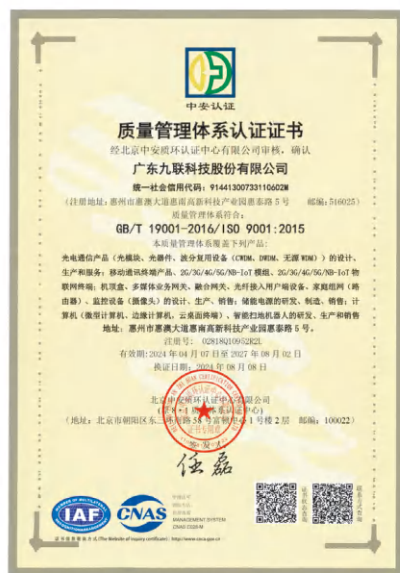 中安认证
质量管理体系认证证书
经北京中安质环认证中心有限公司审核，确认
广东九联科技股份有限公司
统一社会信用代码：91441300733110602M
（注册地址：惠州市惠澳大道惠南高新科技产业园惠泰路5号 邮编：516025）
质量管理体系符合：
GB/T 19001-2016/ISO 9001:2015
本质量管理体系覆盖下列产品：
光电通信产品（光模块、光器件、波分复用设备（CWDM、DWDM、无源WDM））的设计、
生产和服务；移动通讯终端产品、2G/3G/4G/5G/NB-IoT模组、2G/3G/4G/5G/NB-IoT物
联网终端；机顶盒、多媒体业务网关、融合网关、光纤接入用户端设备、家庭组网（路
由器）、监控设备（摄像头）的设计、生产、销售；储能电源的研发、制造、销售；计
算机（微型计算机、边缘计算机、云桌面终端）、智能扫地机器人的研发、生产和销售
地址：惠州市惠澳大道惠南高新科技产业园惠泰路5号。
注册号：02818Q10952R2L
有效期：2024年04月07日至2027年08月02日
换证日期：2024年08月08日
北京中安质环认证中心有限公司
（地址：北京市朝阳区东三环南路58号富顿中心1号楼2层 邮编：100022）
签发人
任磊
IAF
CNAS
MANAGEMENT SYSTEM